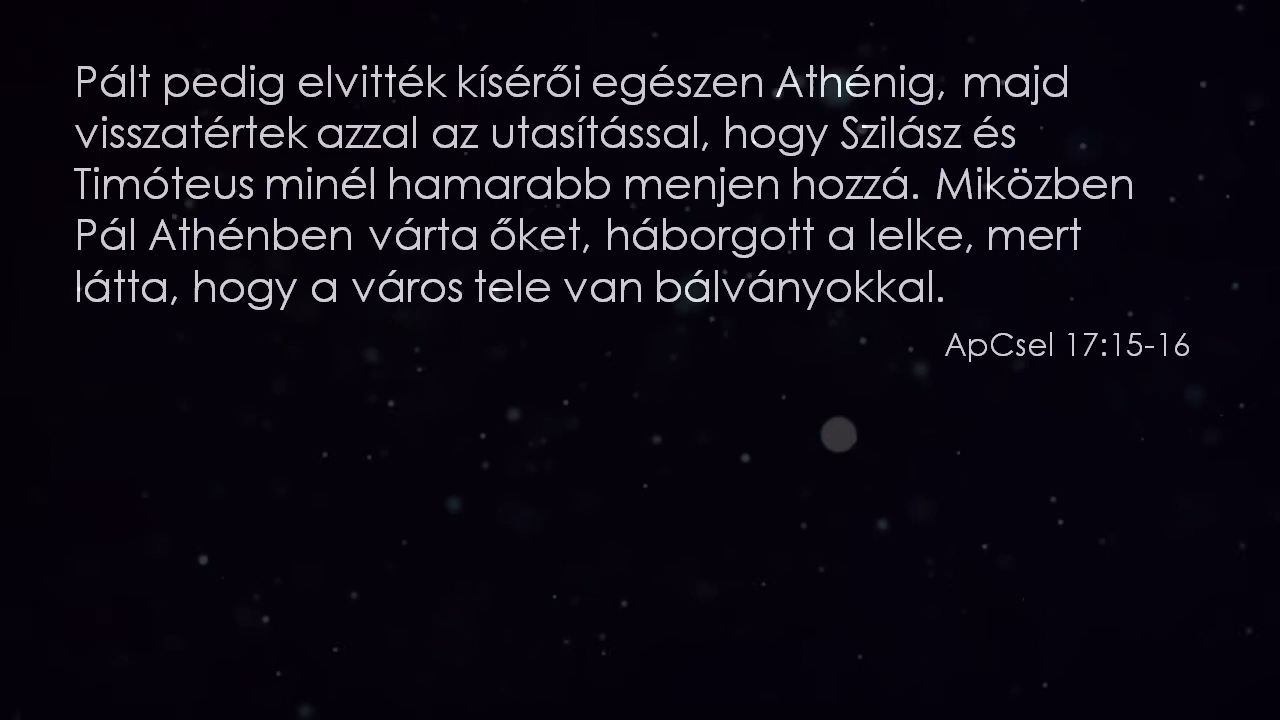 Pált pedig elvitték kísérői egészen Athénig, majd
visszatértek azzal az utasítással, hogy Szilász és
Timóteus minél hamarabb menjen hozzá. Miközben
Pál Athénben várta őket, háborgott a lelke, mert
látta, hogy a város tele van bálványokkal.
ApCsel 17:15-16